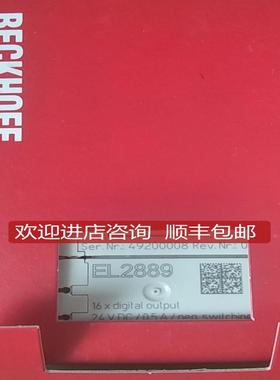 BECKHOFF
欢迎进店咨询 顺丰包邮
Ser. Nr.: 49200008 Rev. Nr.: 0
EL2889
16 x digital output
24 V DC / 0.5 A / neg. switching